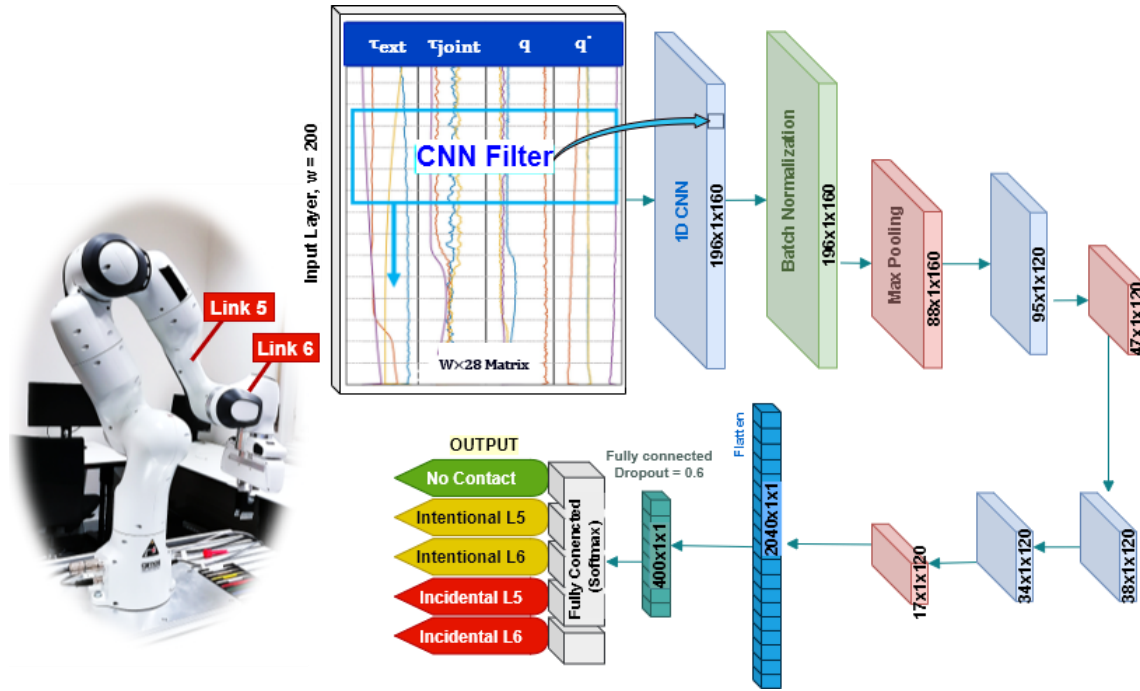 τext τjoint q q˙
Input Layer, w = 200
CNN Filter
W×28 Matrix
1D CNN
196x1x160
Batch Normalization
196x1x160
Max Pooling
88x1x160
95x1x120
47x1x120
Link 5
Link 6
38x1x120
34x1x120
17x1x120
Flatten
2040x1x1
Fully connected
Dropout = 0.6
400x1x1
Fully Conencted
(Softmax)
OUTPUT
No Contact
Intentional L5
Intentional L6
Incidental L5
Incidental L6